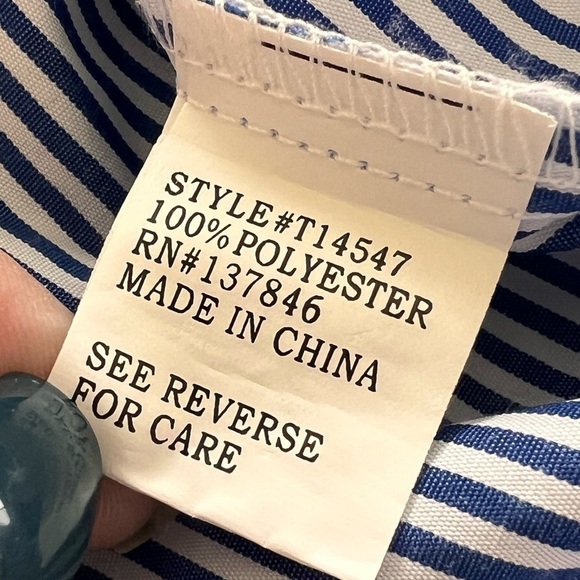 STYLE#T14547
100%POLYESTER
RN#137846
MADE IN CHINA
SEE REVERSE
FOR CARE